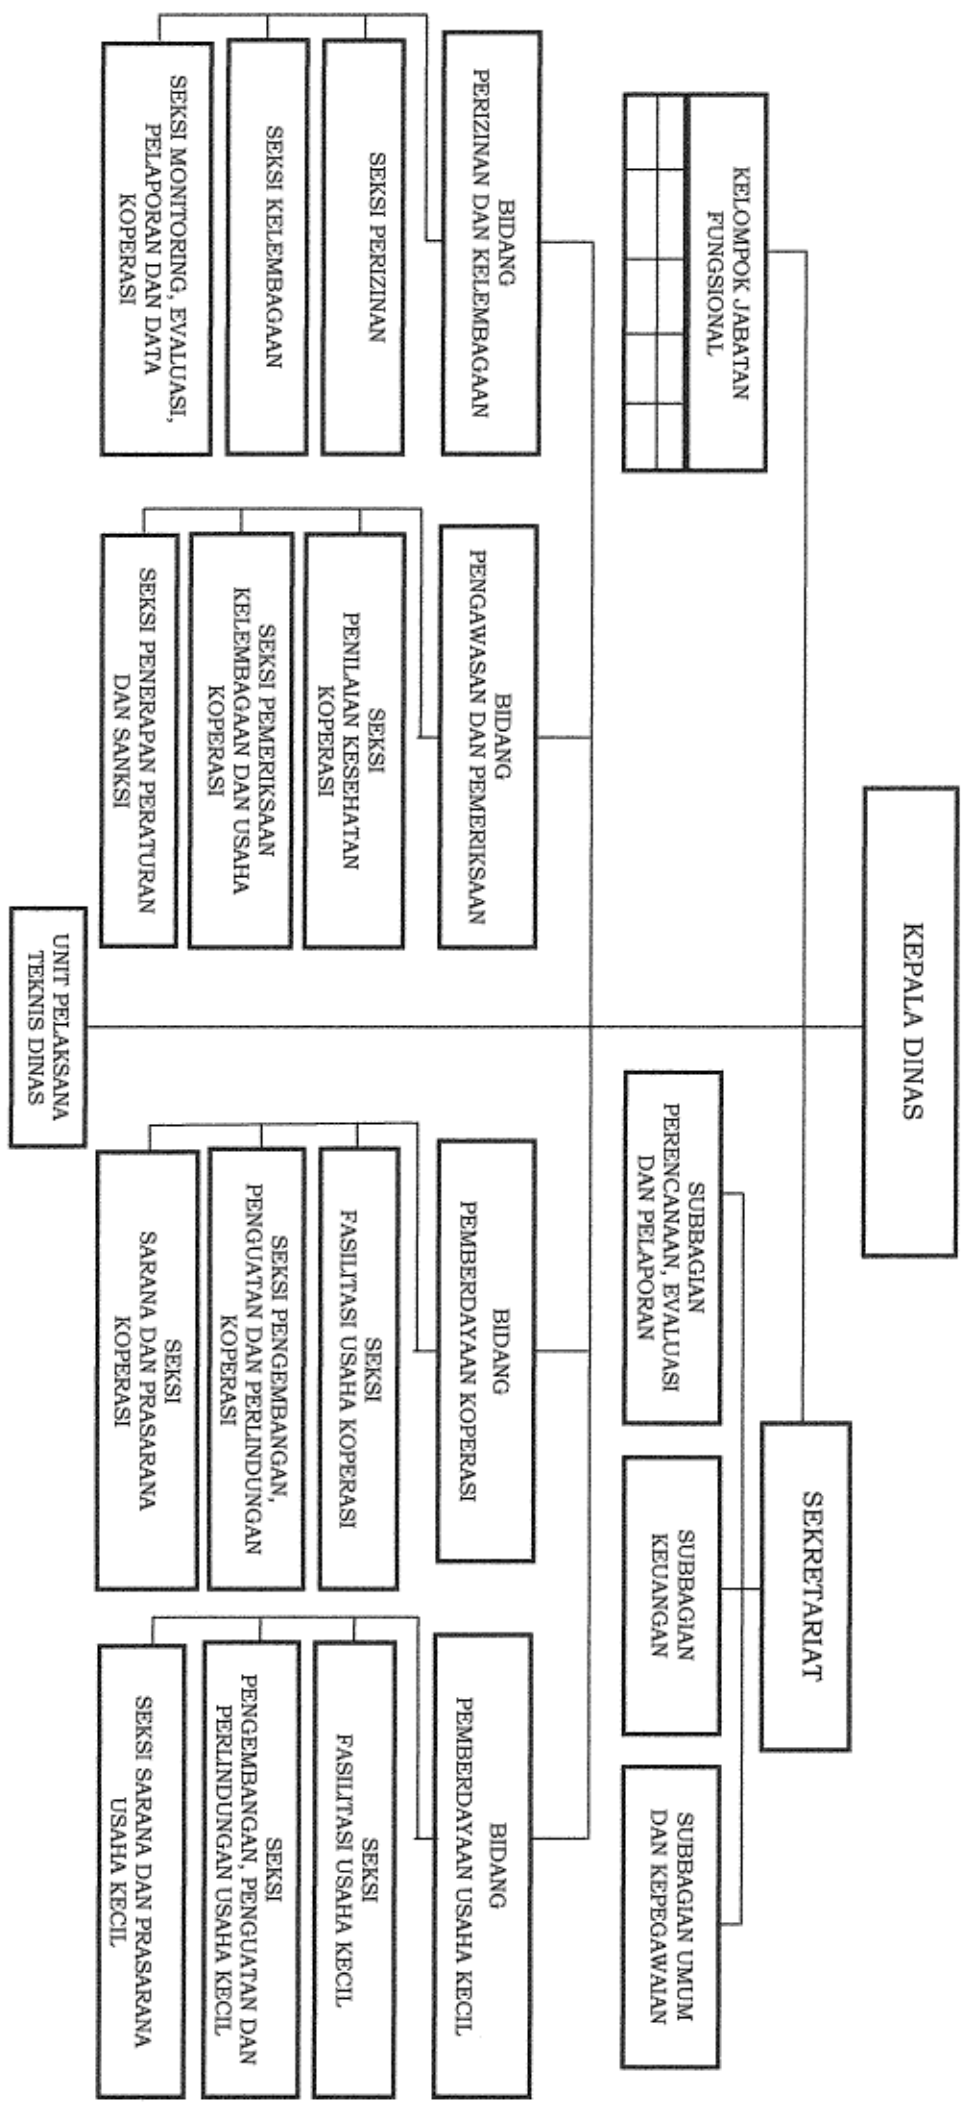 KEPALA DINAS
KELOMPOK JABATAN
FUNGSIONAL
SEKRETARIAT
SUBBAGIAN
PERENCANAAN, EVALUASI
DAN PELAPORAN
SUBBAGIAN
KEUANGAN
SUBBAGIAN UMUM
DAN KEPEGAWAIAN
BIDANG
PERIZINAN DAN KELEMBAGAAN
SEKSI PERIZINAN
SEKSI KELEMBAGAAN
SEKSI MONITORING, EVALUASI,
PELAPORAN DAN DATA
KOPERASI
BIDANG
PENGAWASAN DAN PEMERIKSAAN
SEKSI
PENILAIAN KESEHATAN
KOPERASI
SEKSI PEMERIKSAAN
KELEMBAGAAN DAN USAHA
KOPERASI
SEKSI PENERAPAN PERATURAN
DAN SANKSI
BIDANG
PEMBERDAYAAN KOPERASI
SEKSI
FASILITASI USAHA KOPERASI
SEKSI PENGEMBANGAN,
PENGUATAN DAN PERLINDUNGAN
KOPERASI
SEKSI
SARANA DAN PRASARANA
KOPERASI
BIDANG
PEMBERDAYAAN USAHA KECIL
SEKSI
FASILITASI USAHA KECIL
SEKSI
PENGEMBANGAN, PENGUATAN DAN
PERLINDUNGAN USAHA KECIL
SEKSI SARANA DAN PRASARANA
USAHA KECIL
UNIT PELAKSANA
TEKNIS DINAS